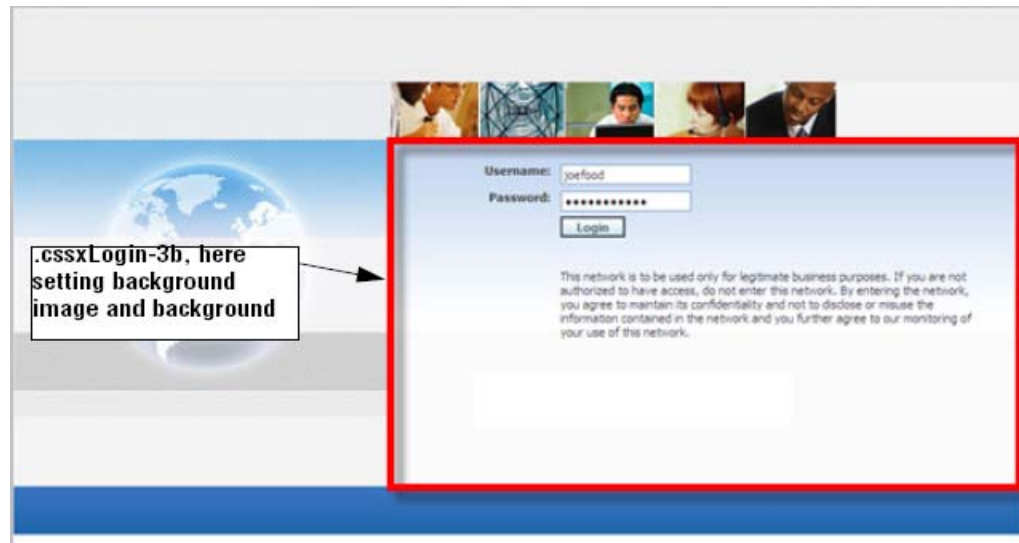 Username: joefood
Password: ●●●●●●●●●●●
Login
.cssxLogin-3b, here
setting background
image and background
This network is to be used only for legitimate business purposes. If you are not
authorized to have access, do not enter this network. By entering the network,
you agree to maintain its confidentiality and not to disclose or misuse the
information contained in the network and you further agree to our monitoring of
your use of this network.